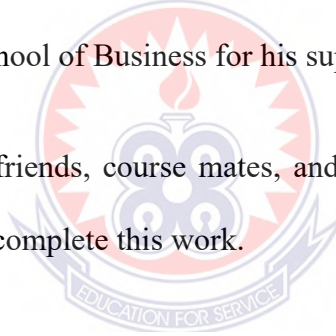 hool of Business for his sup
friends, course mates, and
complete this work.
EDUCATION FOR SERVICE